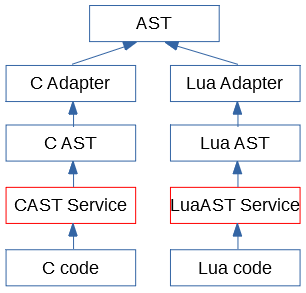 AST
C Adapter
Lua Adapter
C AST
Lua AST
CAST Service
LuaAST Service
C code
Lua code